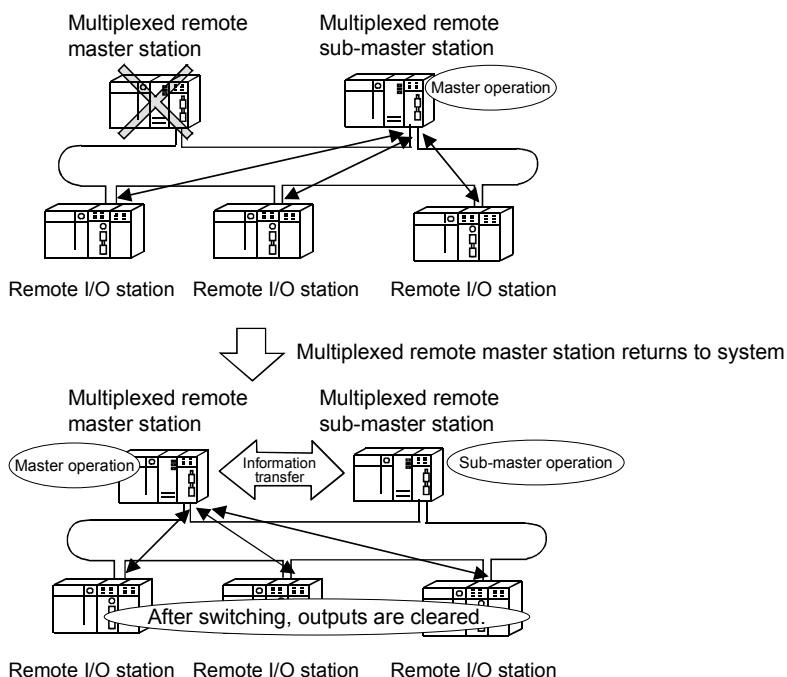 Multiplexed remote
master station
Multiplexed remote
sub-master station
Master operation
Remote I/O station
Remote I/O station
Remote I/O station
Multiplexed remote master station returns to system
Multiplexed remote
master station
Multiplexed remote
sub-master station
Master operation
Information
transfer
Sub-master operation
After switching, outputs are cleared.
Remote I/O station
Remote I/O station
Remote I/O station